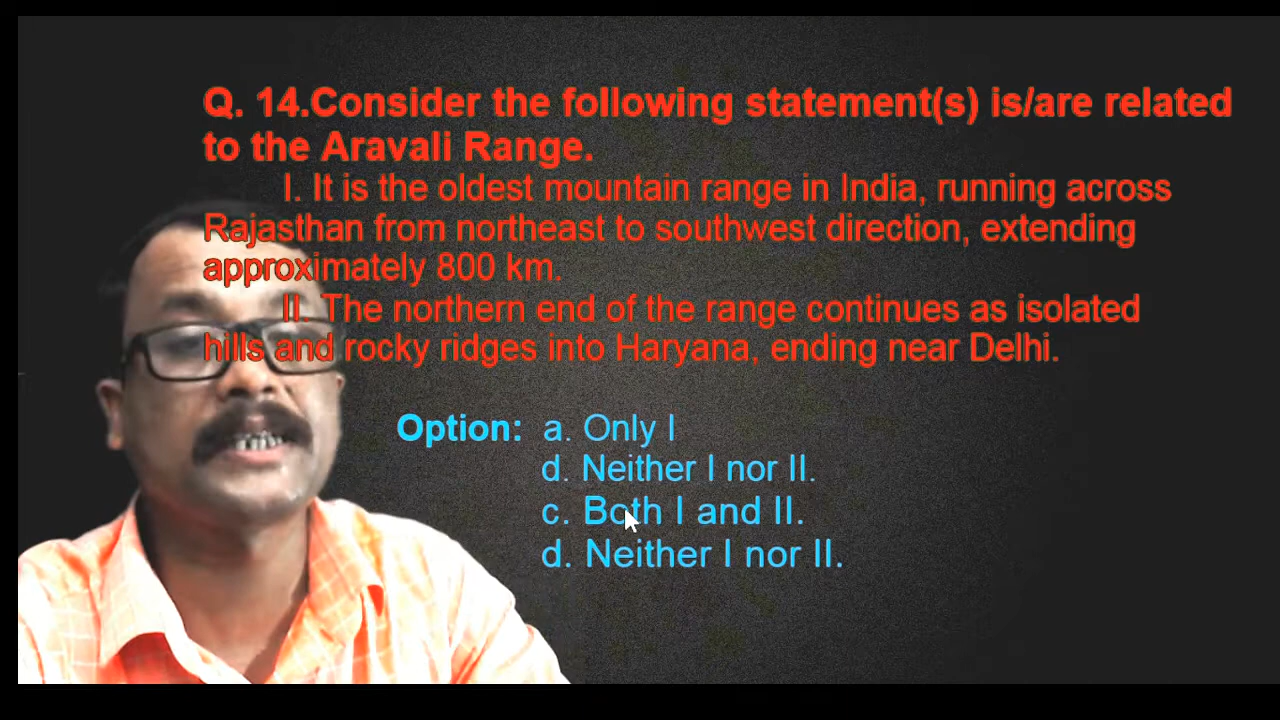 Q. 14.Consider the following statement(s) is/are related
to the Aravali Range.
I. It is the oldest mountain range in India, running across
Rajasthan from northeast to southwest direction, extending
approximately 800 km.
II. The northern end of the range continues as isolated
hills and rocky ridges into Haryana, ending near Delhi.
Option: a. Only I
d. Neither I nor II.
c. Both I and II.
d. Neither I nor II.